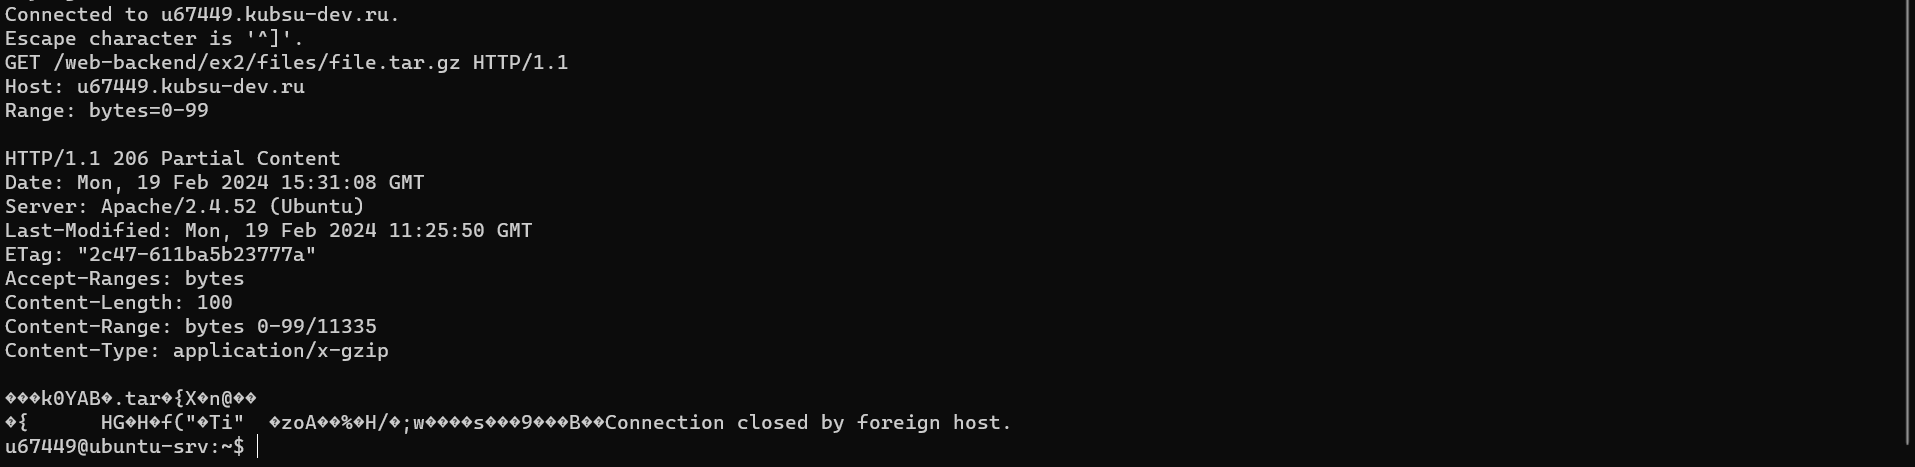 Connected to u67449.kubsu-dev.ru.
Escape character is '^]'.
GET /web-backend/ex2/files/file.tar.gz HTTP/1.1
Host: u67449.kubsu-dev.ru
Range: bytes=0-99

HTTP/1.1 206 Partial Content
Date: Mon, 19 Feb 2024 15:31:08 GMT
Server: Apache/2.4.52 (Ubuntu)
Last-Modified: Mon, 19 Feb 2024 11:25:50 GMT
ETag: "2c47-611ba5b23777a"
Accept-Ranges: bytes
Content-Length: 100
Content-Range: bytes 0-99/11335
Content-Type: application/x-gzip

���k0YAB�.tar�{X�n@��
�{      HG�H�f("�Ti"  �zoA��%�H/�;w����s���9���B��Connection closed by foreign host.
u67449@ubuntu-srv:~$